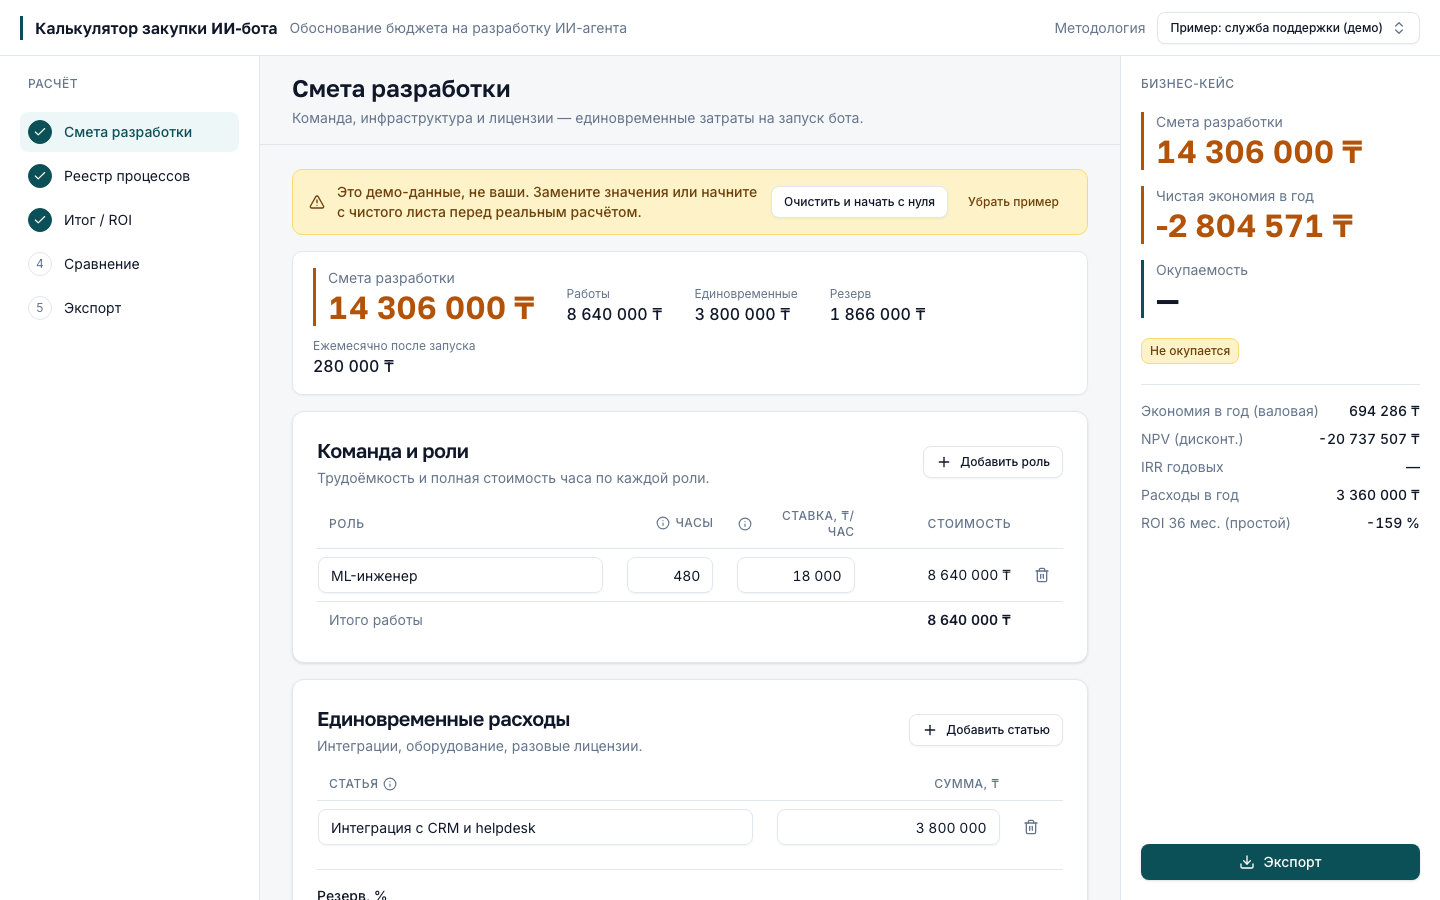 Калькулятор закупки ИИ-бота
Обоснование бюджета на разработку ИИ-агента
Методология
Пример: служба поддержки (демо)
РАСЧЁТ
Смета разработки
Реестр процессов
Итог / ROI
4 Сравнение
5 Экспорт
Смета разработки
Команда, инфраструктура и лицензии — единовременные затраты на запуск бота.
Это демо-данные, не ваши. Замените значения или начните
с чистого листа перед реальным расчётом.
Очистить и начать с нуля
Убрать пример
Смета разработки
14 306 000 ₸
Работы
8 640 000 ₸
Единовременные
3 800 000 ₸
Резерв
1 866 000 ₸
Ежемесячно после запуска
280 000 ₸
Команда и роли
Трудоёмкость и полная стоимость часа по каждой роли.
Добавить роль
РОЛЬ
ЧАСЫ
СТАВКА, ₸/
ЧАС
СТОИМОСТЬ
ML-инженер
480
18 000
8 640 000 ₸
Итого работы
8 640 000 ₸
Единовременные расходы
Интеграции, оборудование, разовые лицензии.
Добавить статью
СТАТЬЯ
СУММА, ₸
Интеграция с CRM и helpdesk
3 800 000
Резерв, %
БИЗНЕС-КЕЙС
Смета разработки
14 306 000 ₸
Чистая экономия в год
-2 804 571 ₸
Окупаемость
—
Не окупается
Экономия в год (валовая) 694 286 ₸
NPV (дисконт.) -20 737 507 ₸
IRR годовых —
Расходы в год 3 360 000 ₸
ROI 36 мес. (простой) -159 %
Экспорт